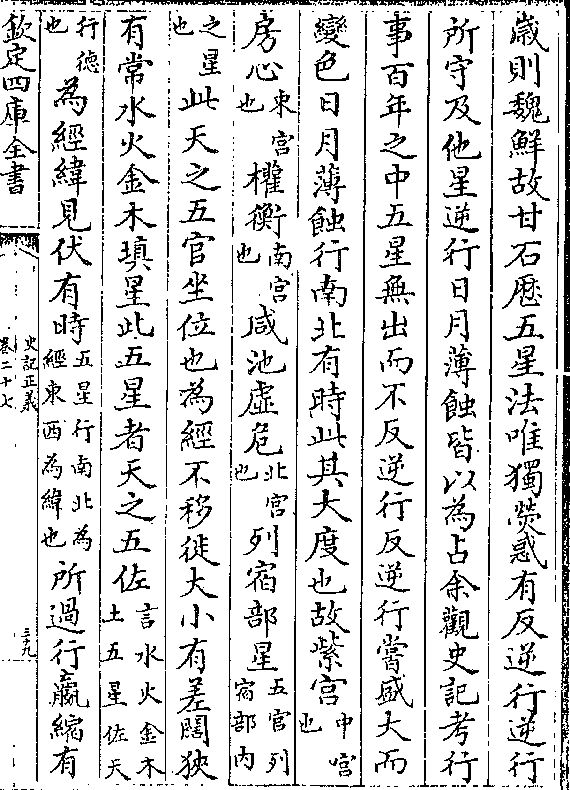 歲則魏鮮故甘石厯五星法唯獨熒惑有反逆行逆行
所守及他星逆行日月薄蝕皆以為占余觀史記考行
事百年之中五星無出而不反逆行反逆行嘗盛大而
變色日月薄蝕行南北有時此其大度也故紫宮中宮也
房心東宮也權衡南宮也咸池虛危北宮也列宿部星五官列宿部內
之星也此天之五官坐位也為經不移徙大小有差闊狹
有常水火金木填星此五星者天之五佐言水火金木土五星佐天
行德也為經緯見伏有時五星行南北為經東西為緯也所過行贏縮有
欽定四庫全書
史記正義
卷二十七
三九